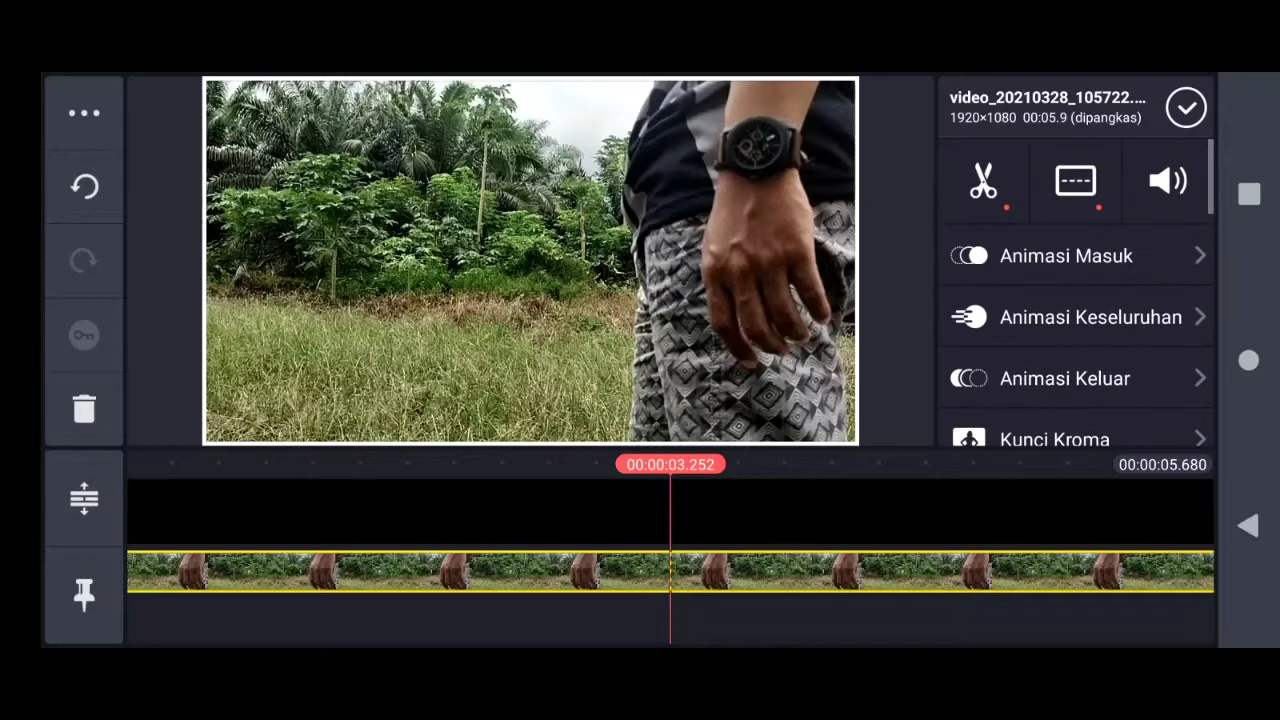 video_20210328_105722....
1920×1080 00:05.9 (dipangkas)
Animasi Masuk
Animasi Keseluruhan
Animasi Keluar
Kunci Kroma
00:00:03.252
00:00:05.680